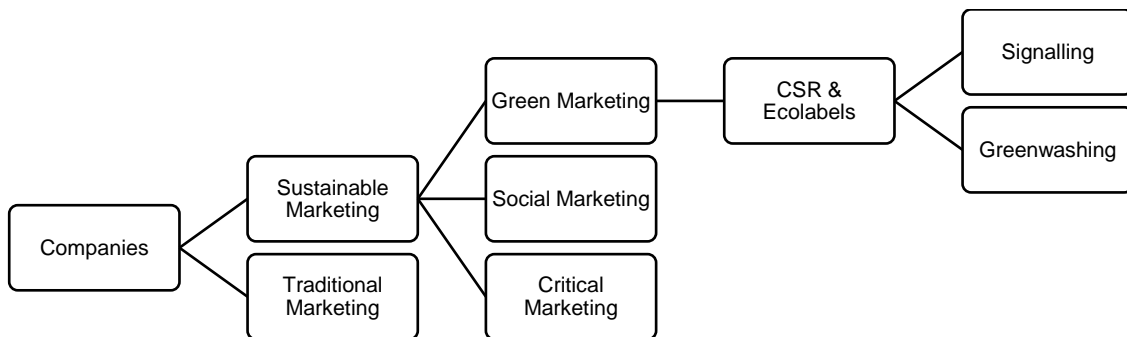 Companies
Sustainable
Marketing
Traditional
Marketing
Green Marketing
Social Marketing
Critical
Marketing
CSR &
Ecolabels
Signalling
Greenwashing